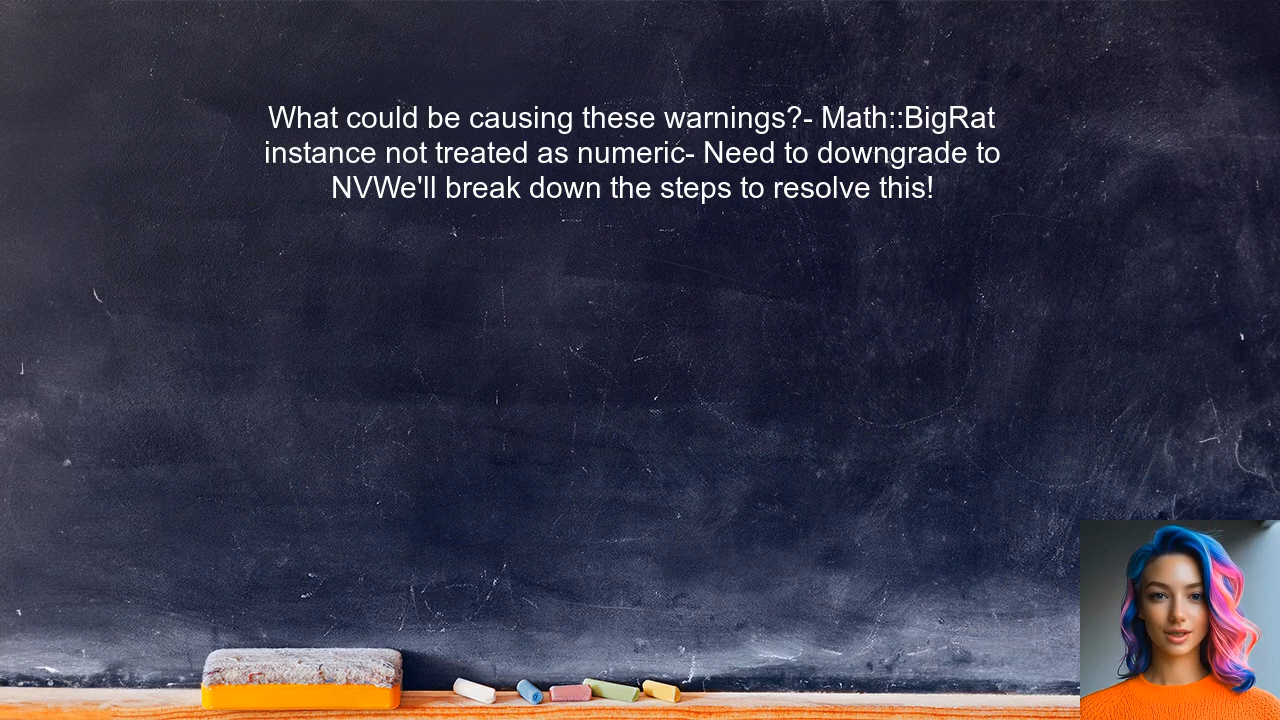 What could be causing these warnings?- Math::BigRat
instance not treated as numeric- Need to downgrade to
NVWe'll break down the steps to resolve this!